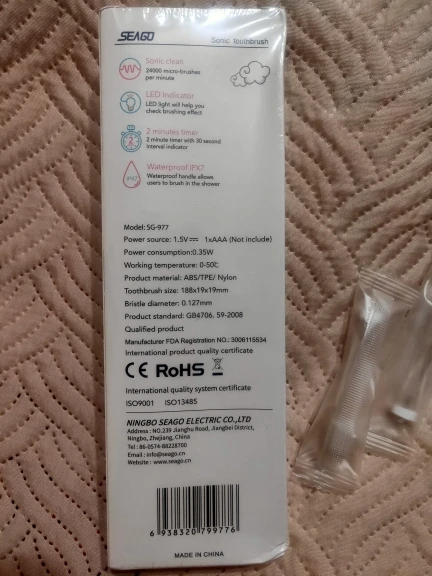 SEAGO
Sonic Toothbrush
Sonic clean
24000 micro-brushes
per minute
LED Indicator
LED light will help you
check brushing effect
2 minutes timer
2 minute timer with 30 second
interval indicator
IPX7
Waterproof IPX7
Waterproof handle allows
users to brush in the shower
Model: SG-977
Power source: 1.5V⎓ 1xAAA (Not include)
Power consumption:0.35W
Working temperature: 0-50℃
Product material: ABS/TPE/ Nylon
Toothbrush size: 188x19x19mm
Bristle diameter: 0.127mm
Product standard: GB4706. 59-2008
Qualified product
Manufacturer FDA Registration NO.: 3006115534
International product quality certificate
CE RoHS
International quality system certificate
ISO9001 ISO13485
NINGBO SEAGO ELECTRIC CO.,LTD
Address : NO.239 Jianghu Road, Jiangbei District,
Ningbo, Zhejiang, China
Tel : 86-0574-88228700
Email : info@seago.cn
Website : www.seago.cn
6 938320 799776
MADE IN CHINA